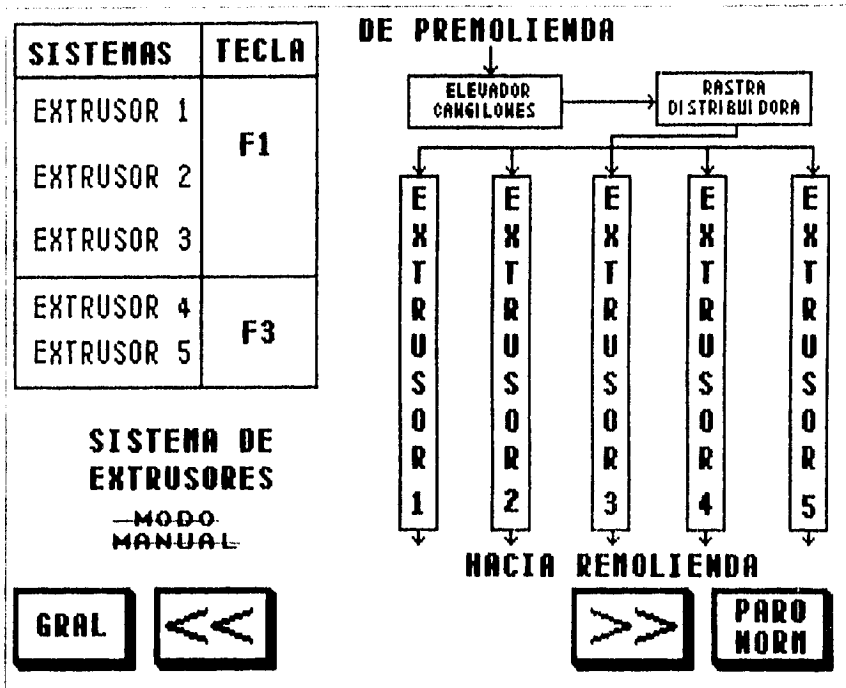 SISTEMAS TECLA
EXTRUSOR 1
F1
EXTRUSOR 2
EXTRUSOR 3
EXTRUSOR 4
F3
EXTRUSOR 5
SISTEMA DE
EXTRUSORES
MODO
MANUAL
DE PREMOLIENDA
ELEVADOR
CANGILONES
RASTRA
DISTRIBUIDORA
EXTRUSOR 1
EXTRUSOR 2
EXTRUSOR 3
EXTRUSOR 4
EXTRUSOR 5
HACIA REMOLIENDA
GRAL
<<
>>
PARO
NORM